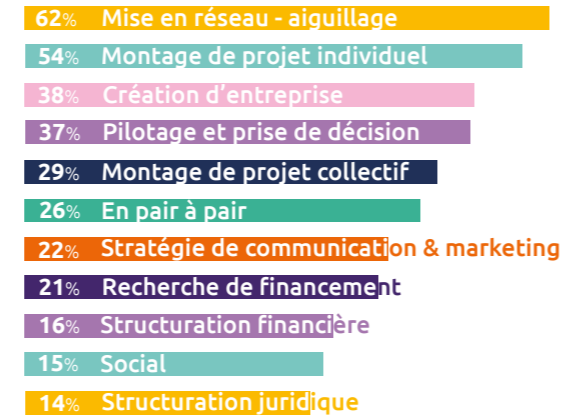 62% Mise en réseau - aiguillage
54% Montage de projet individuel
38% Création d’entreprise
37% Pilotage et prise de décision
29% Montage de projet collectif
26% En pair à pair
22% Stratégie de communication & marketing
21% Recherche de financement
16% Structuration financière
15% Social
14% Structuration juridique